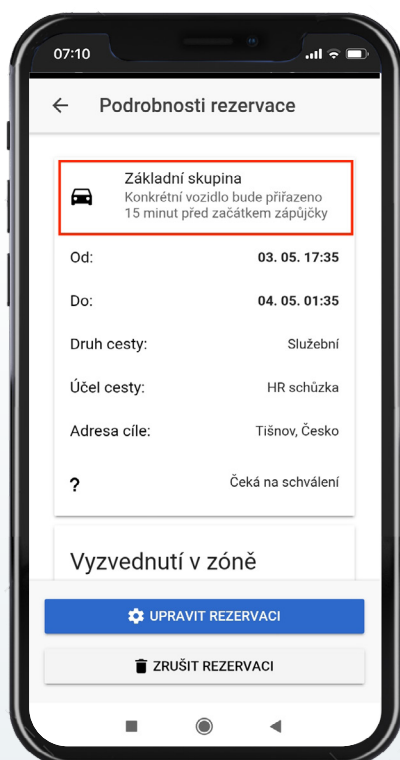 07:10
Podrobnosti rezervace
Základní skupina
Konkrétní vozidlo bude přiřazeno
15 minut před začátkem zápůjčky
Od: 03. 05. 17:35
Do: 04. 05. 01:35
Druh cesty: Služební
Účel cesty: HR schůzka
Adresa cíle: Tišnov, Česko
? Čeká na schválení
Vyzvednutí v zóně
UPRAVIT REZERVACI
ZRUŠIT REZERVACI